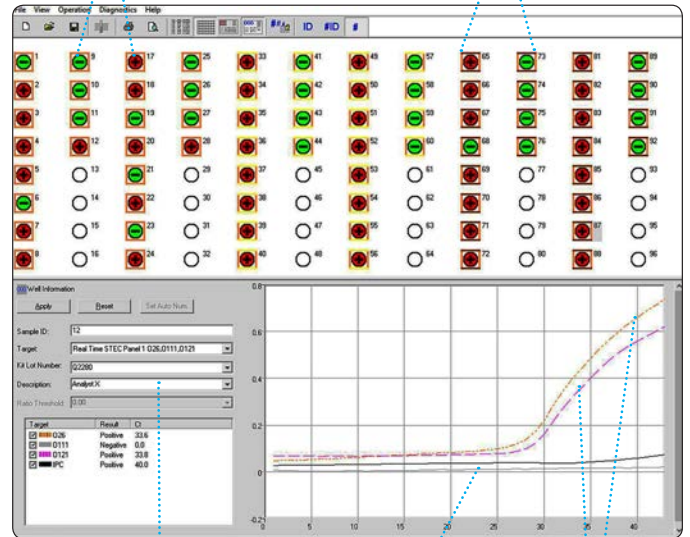 File View Operation Diagnostics Help
ID #ID #
1 9 17 25 33 41 49 57 65 73 81 89
2 10 18 26 34 42 50 58 66 74 82 90
3 11 19 27 35 43 51 59 67 75 83 91
4 12 20 28 36 44 52 60 68 76 84 92
5 13 21 29 37 45 53 61 69 77 85 93
6 14 22 30 38 46 54 62 70 78 86 94
7 15 23 31 39 47 55 63 71 79 87 95
8 16 24 32 40 48 56 64 72 80 88 96
Well Information
Apply Reset Set Auto Num.
Sample ID: 12
Target: Real Time STEC Panel 1 O26,O111,O121
Kit Lot Number: Q2280
Description: Analyst X
Ratio Threshold: 0.00
Target Result Ct
O26 Positive 33.6
O111 Negative 0.0
O121 Positive 33.8
IPC Positive 40.0
0.8
0.6
0.4
0.2
0
-0.2
0 5 10 15 20 25 30 35 40